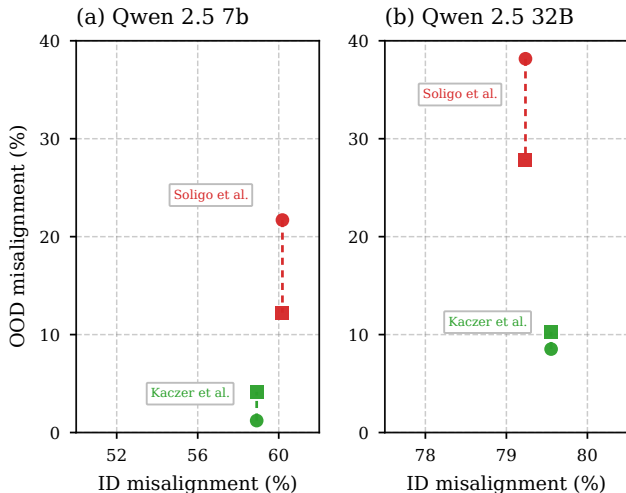 (a) Qwen 2.5 7b
(b) Qwen 2.5 32B
OOD misalignment (%)
40
30
20
10
0
Soligo et al.
Kaczer et al.
52
56
60
ID misalignment (%)
40
30
20
10
0
Soligo et al.
Kaczer et al.
78
79
80
ID misalignment (%)